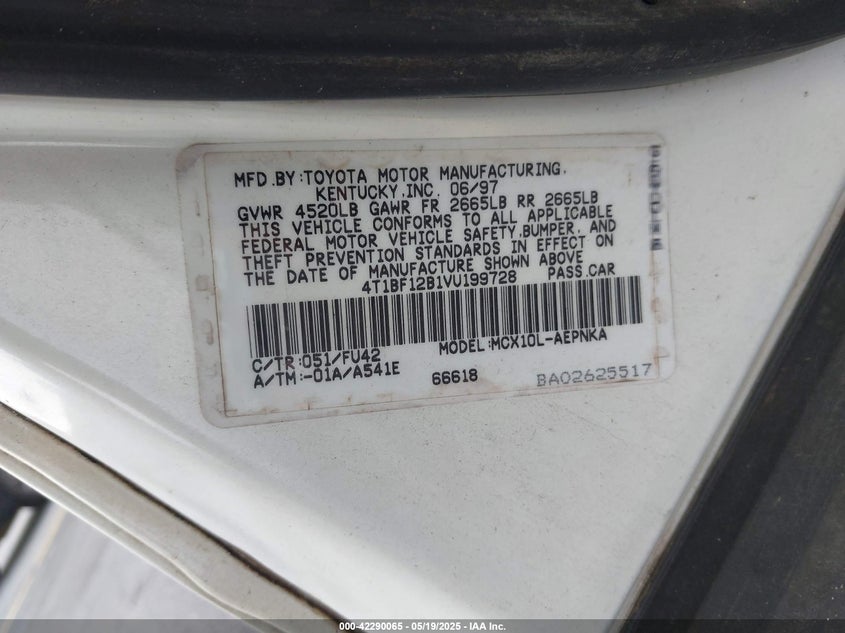 MFD.BY:TOYOTA MOTOR MANUFACTURING,
KENTUCKY,INC. 06/97
GVWR 4520LB GAWR FR 2665LB RR 2665LB
THIS VEHICLE CONFORMS TO ALL APPLICABLE
FEDERAL MOTOR VEHICLE SAFETY,BUMPER, AND
THEFT PREVENTION STANDARDS IN EFFECT ON
THE DATE OF MANUFACTURE SHOWN ABOVE
4T1BF12B1VU199728 PASS.CAR
C/TR:051/FU42 MODEL:MCX10L-AEPNKA
A/TM:-01A/A541E 66618 BA02625517
000-42290065 - 05/19/2025 - IAA Inc.